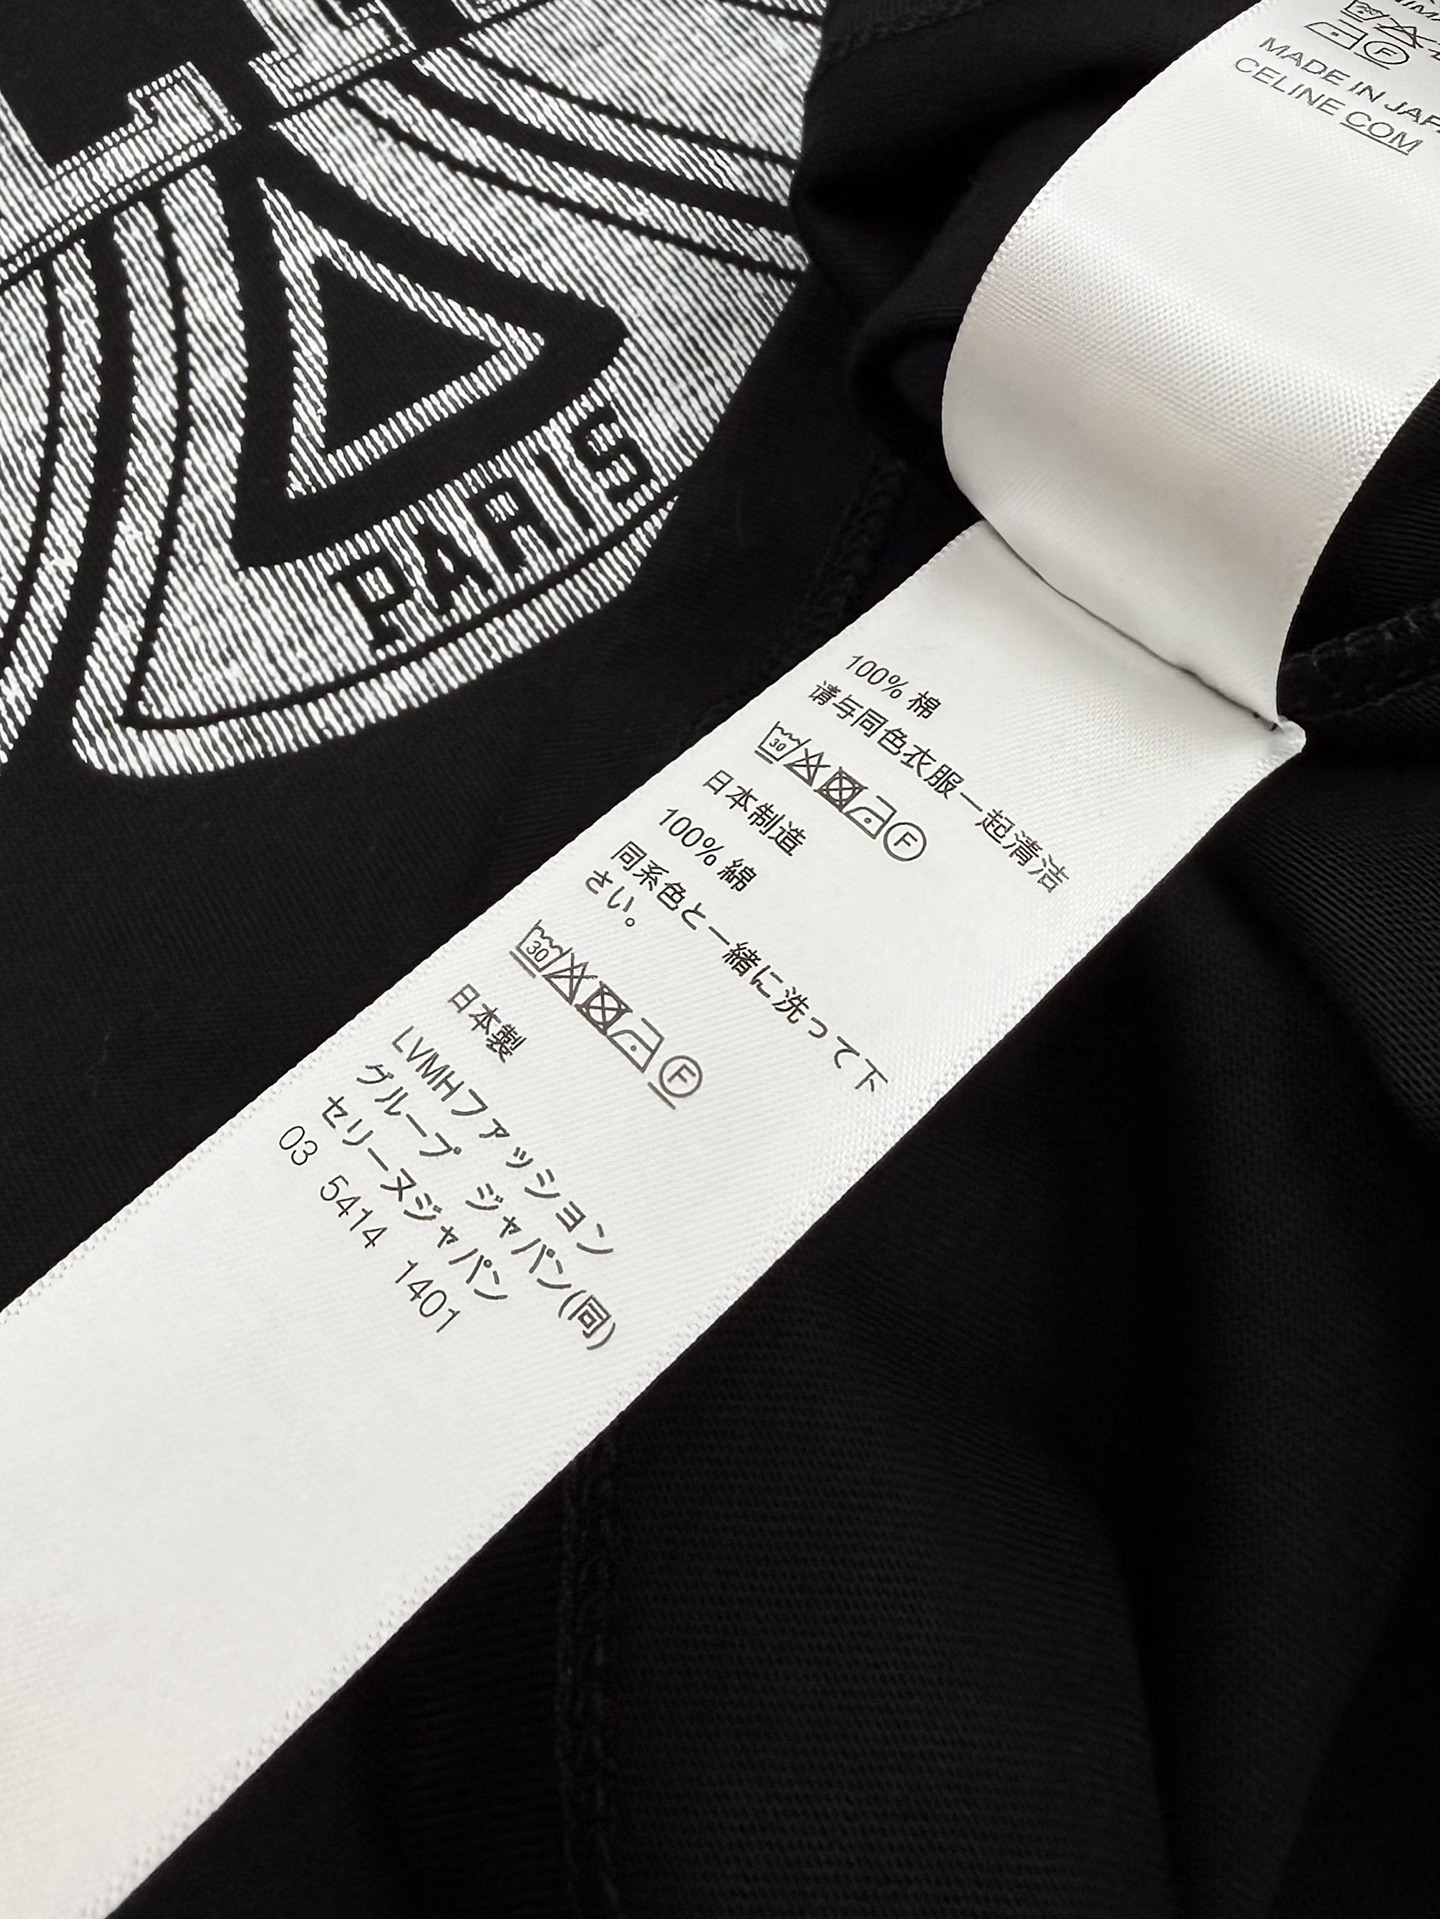 MADE IN
CELINE.COM
PARIS
100% 棉
请与同色衣服一起清洁
30 F
日本制造
100% 綿
同系色と一緒に洗って下
さい。
30 F
日本製
LVMHファッション
グループ ジャパン(同)
セリーヌジャパン
03 5414 1401